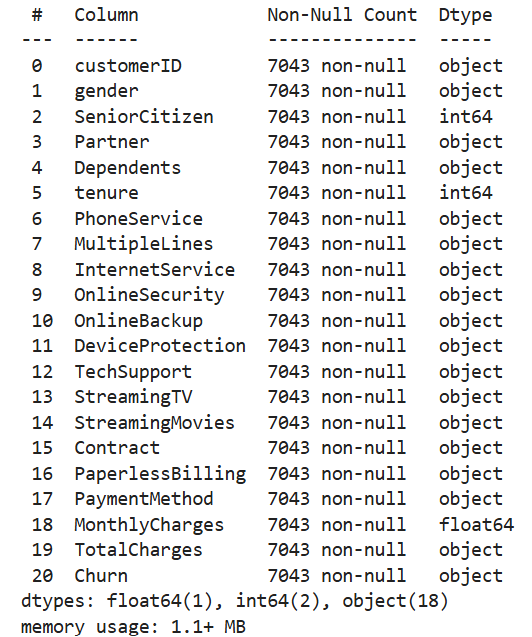 #   Column            Non-Null Count  Dtype
---  ------            --------------  -----
0   customerID        7043 non-null   object
1   gender            7043 non-null   object
2   SeniorCitizen     7043 non-null   int64
3   Partner           7043 non-null   object
4   Dependents        7043 non-null   object
5   tenure            7043 non-null   int64
6   PhoneService      7043 non-null   object
7   MultipleLines     7043 non-null   object
8   InternetService   7043 non-null   object
9   OnlineSecurity    7043 non-null   object
10  OnlineBackup      7043 non-null   object
11  DeviceProtection  7043 non-null   object
12  TechSupport       7043 non-null   object
13  StreamingTV       7043 non-null   object
14  StreamingMovies   7043 non-null   object
15  Contract          7043 non-null   object
16  PaperlessBilling  7043 non-null   object
17  PaymentMethod     7043 non-null   object
18  MonthlyCharges    7043 non-null   float64
19  TotalCharges      7043 non-null   object
20  Churn             7043 non-null   object
dtypes: float64(1), int64(2), object(18)
memory usage: 1.1+ MB